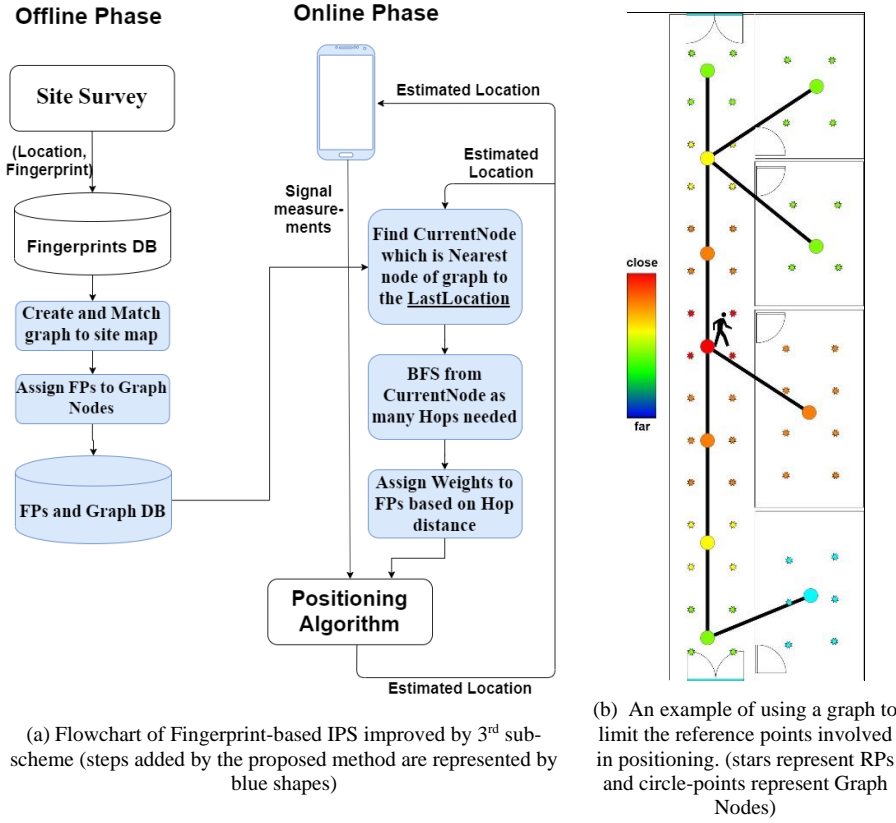 Offline Phase
Site Survey
(Location,
Fingerprint)
Fingerprints DB
Create and Match
graph to site map
Assign FPs to Graph
Nodes
FPs and Graph DB
Online Phase
Estimated Location
Estimated
Location
Signal
measure-
ments
Find CurrentNode
which is Nearest
node of graph to
the LastLocation
BFS from
CurrentNode as
many Hops needed
Assign Weights to
FPs based on Hop
distance
Positioning
Algorithm
Estimated Location
(a) Flowchart of Fingerprint-based IPS improved by 3rd sub-
scheme (steps added by the proposed method are represented by
blue shapes)
close
far
(b) An example of using a graph to
limit the reference points involved
in positioning. (stars represent RPs
and circle-points represent Graph
Nodes)